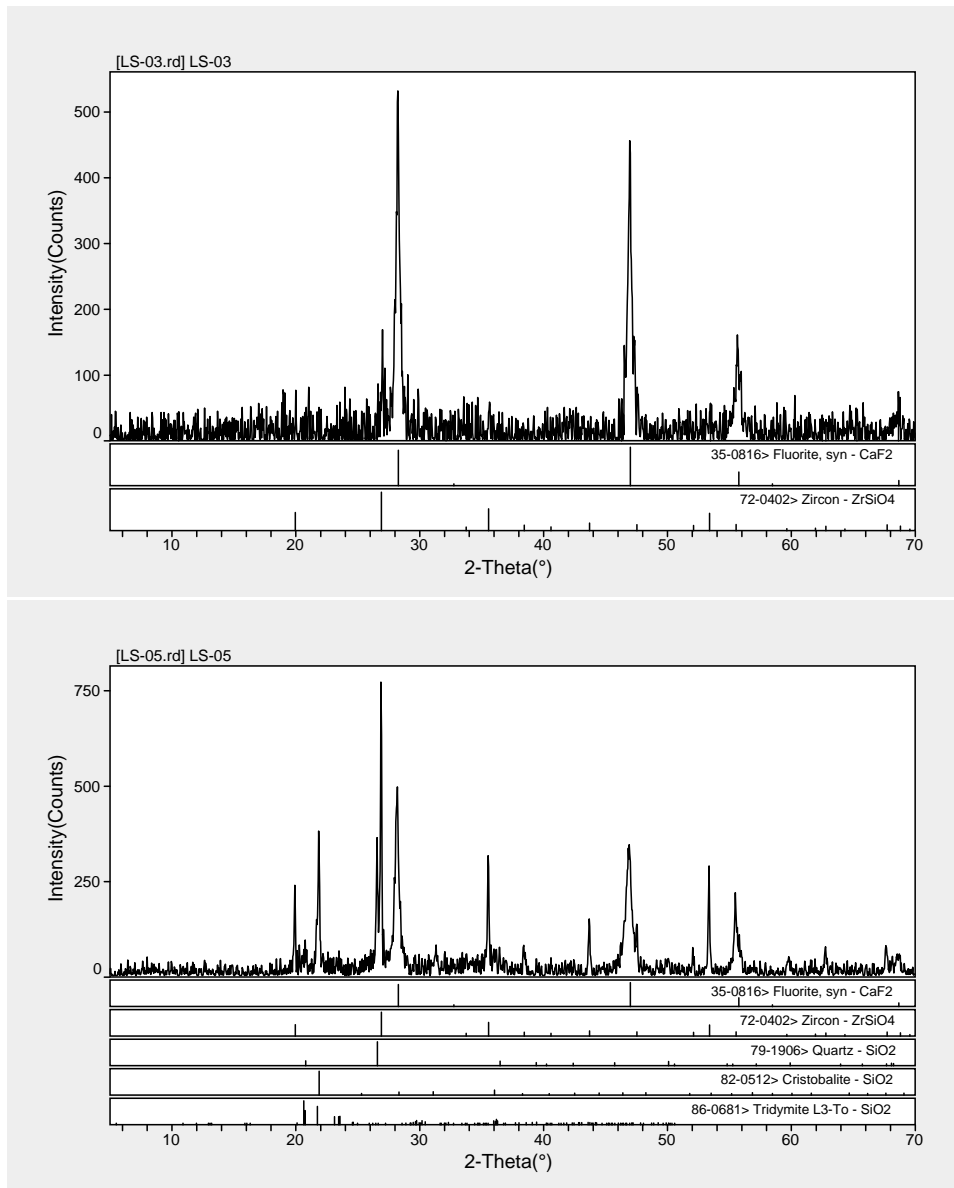 [LS-03.rd] LS-03
500
400
300
200
100
0
Intensity(Counts)
35-0816> Fluorite, syn - CaF2
72-0402> Zircon - ZrSiO4
10 20 30 40 50 60 70
2-Theta(°)
[LS-05.rd] LS-05
750
500
250
0
Intensity(Counts)
35-0816> Fluorite, syn - CaF2
72-0402> Zircon - ZrSiO4
79-1906> Quartz - SiO2
82-0512> Cristobalite - SiO2
86-0681> Tridymite L3-To - SiO2
10 20 30 40 50 60 70
2-Theta(°)